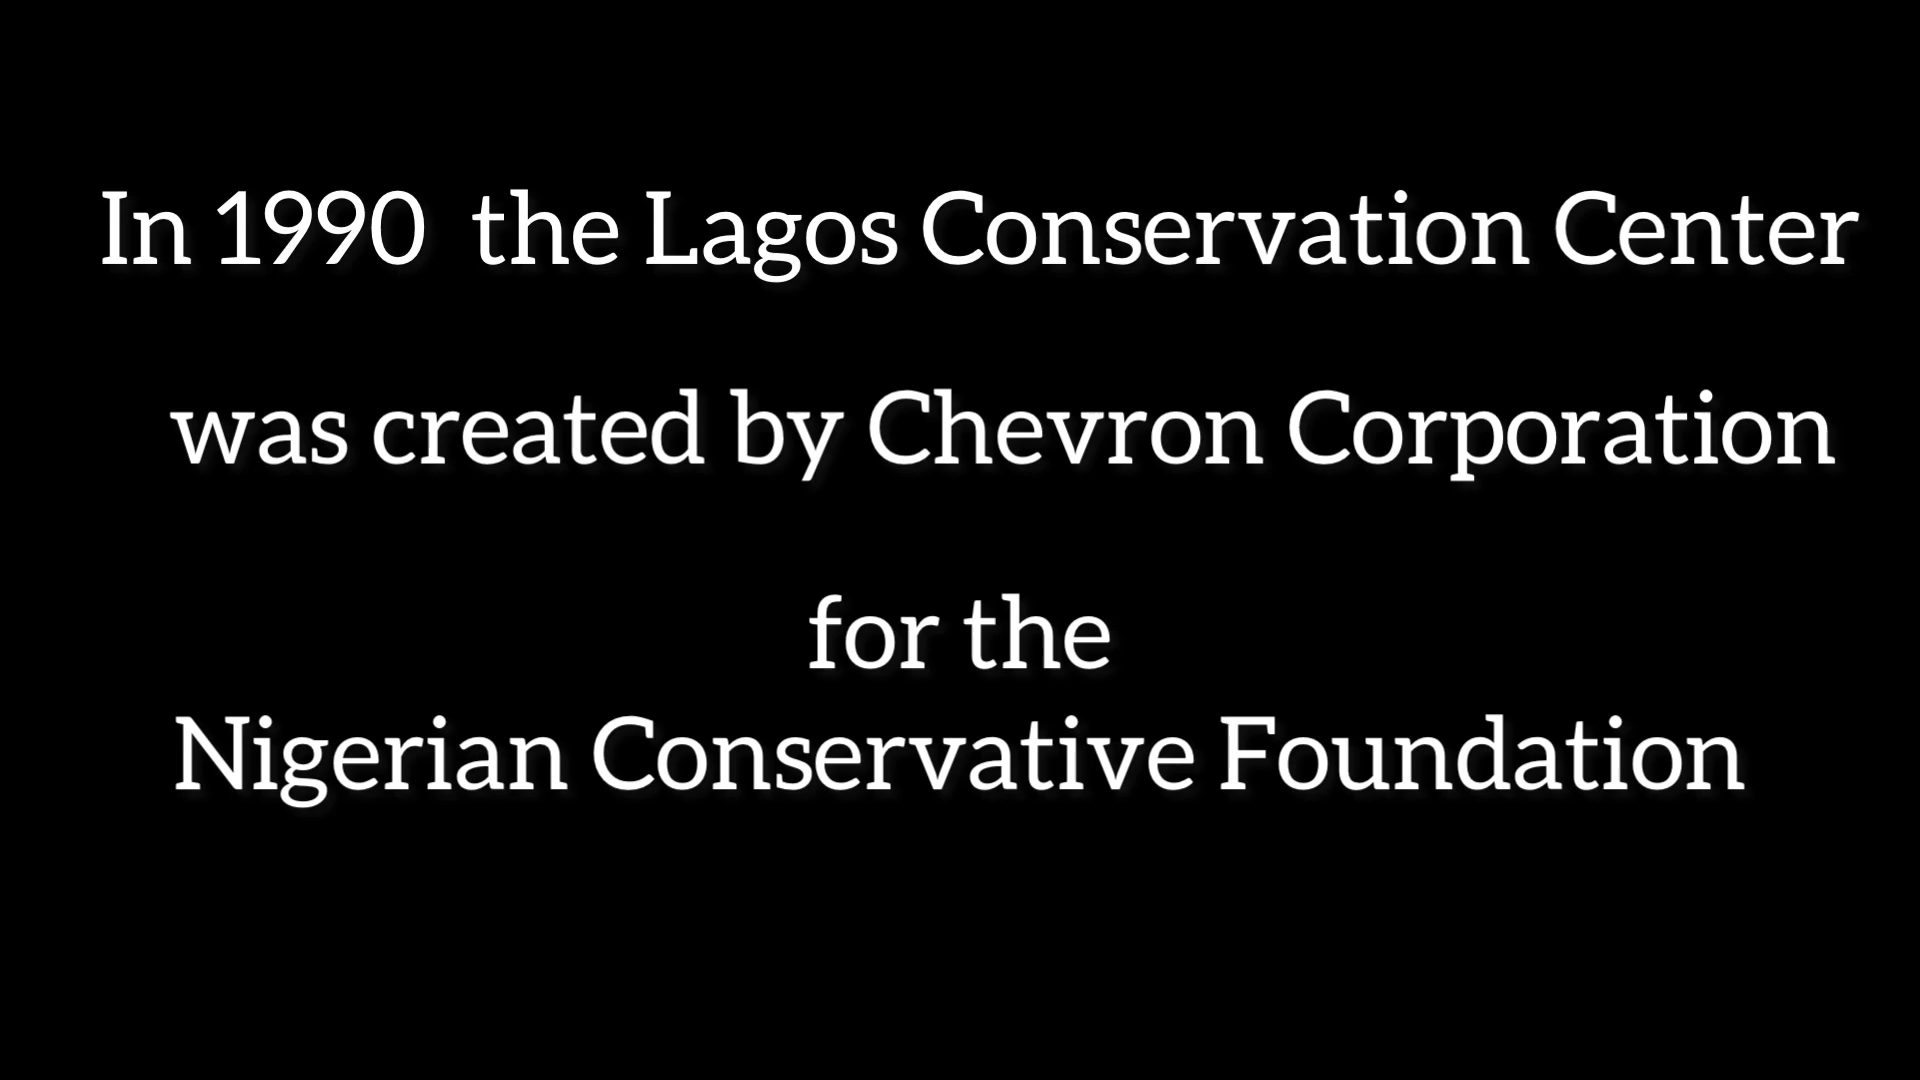 In 1990  the Lagos Conservation Center
was created by Chevron Corporation
for the
Nigerian Conservative Foundation